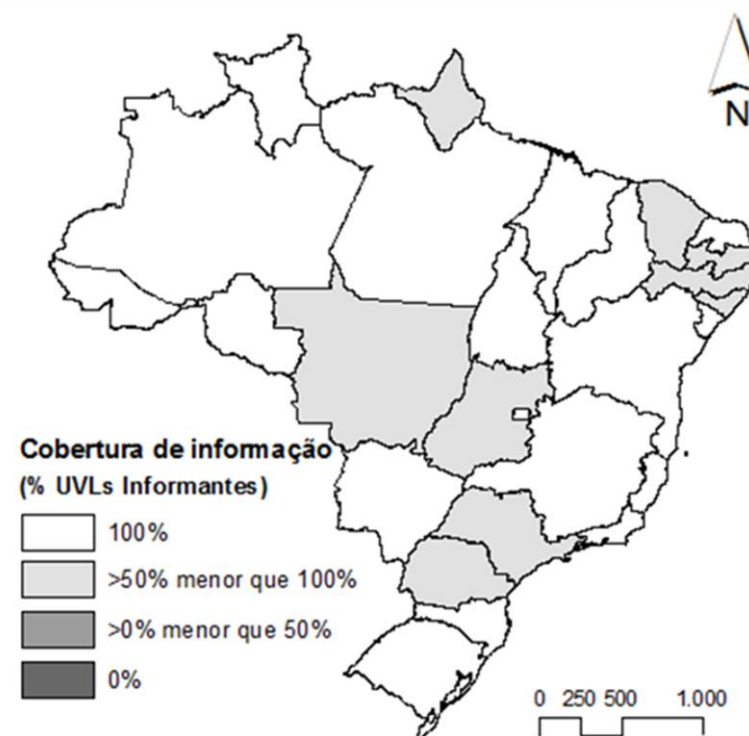 N
Cobertura de informação
(% UVLs Informantes)
100%
>50% menor que 100%
>0% menor que 50%
0%
0 250 500 1.000